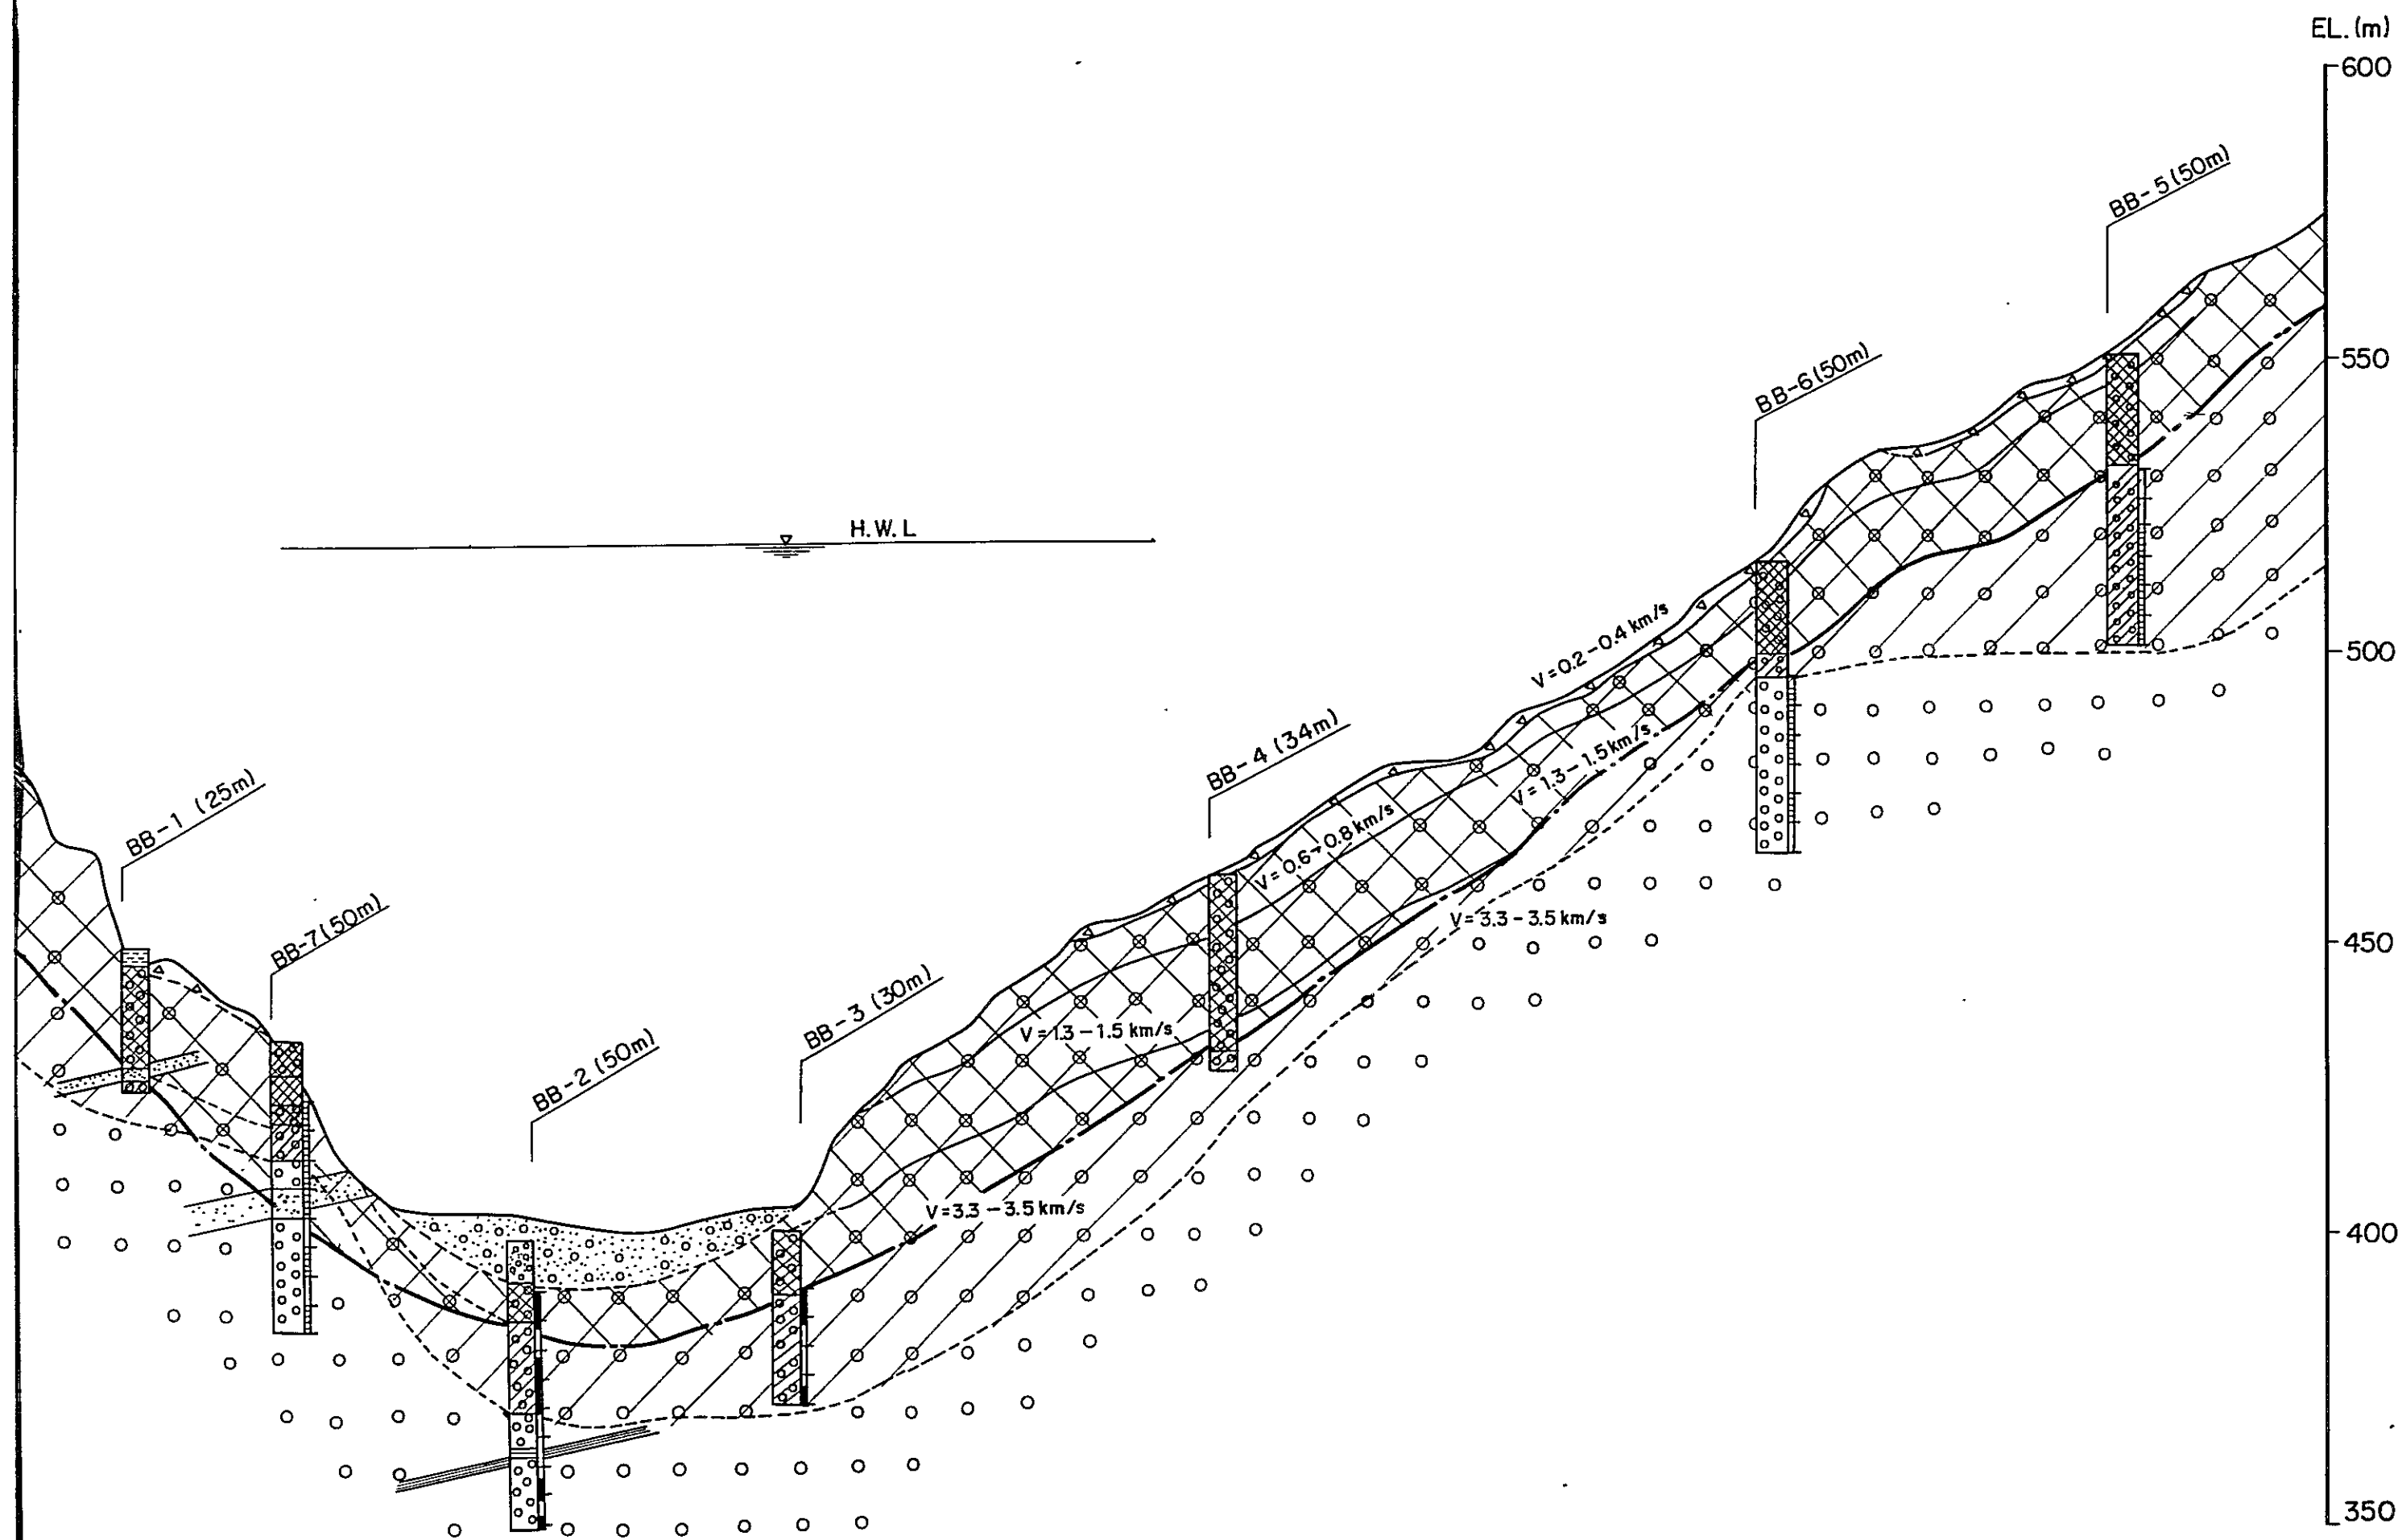 EL. (m)
600
BB-5 (50m)
550
BB-6 (50m)
H.W.L
V=0.2-0.4 km/s
500
BB-4 (34m)
V=1.3-1.5 km/s
BB-1 (25m)
V=0.6-0.8 km/s
BB-7 (50m)
V=3.3-3.5 km/s
450
BB-3 (30m)
V=1.3-1.5 km/s
BB-2 (50m)
V=3.3-3.5 km/s
400
350